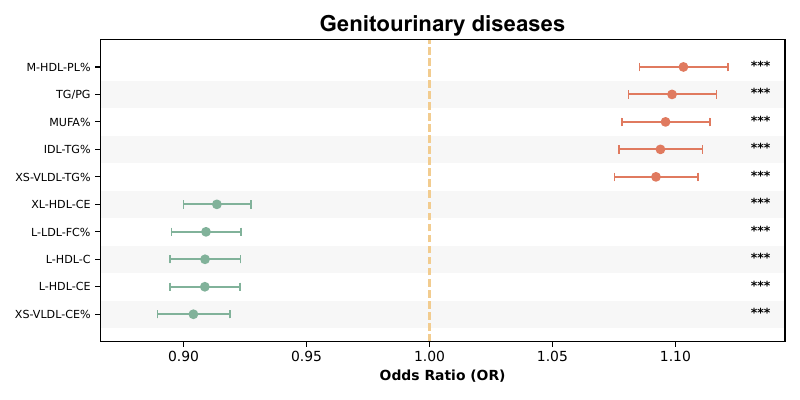 Genitourinary diseases
M-HDL-PL% ***
TG/PG ***
MUFA% ***
IDL-TG% ***
XS-VLDL-TG% ***
XL-HDL-CE ***
L-LDL-FC% ***
L-HDL-C ***
L-HDL-CE ***
XS-VLDL-CE% ***
0.90 0.95 1.00 1.05 1.10
Odds Ratio (OR)